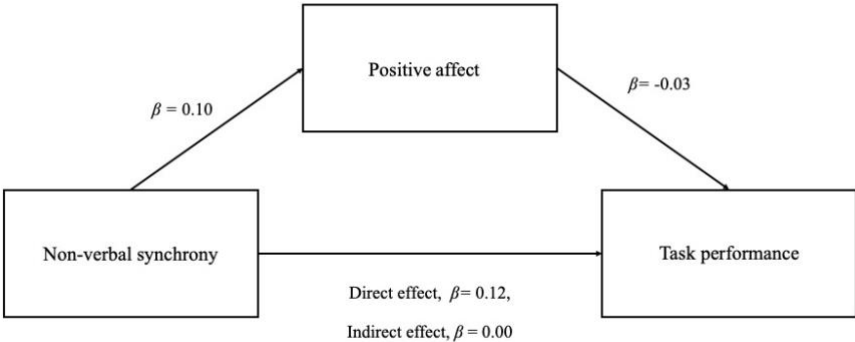 Positive affect
β = 0.10
β= -0.03
Non-verbal synchrony
Task performance
Direct effect, β= 0.12,
Indirect effect, β = 0.00